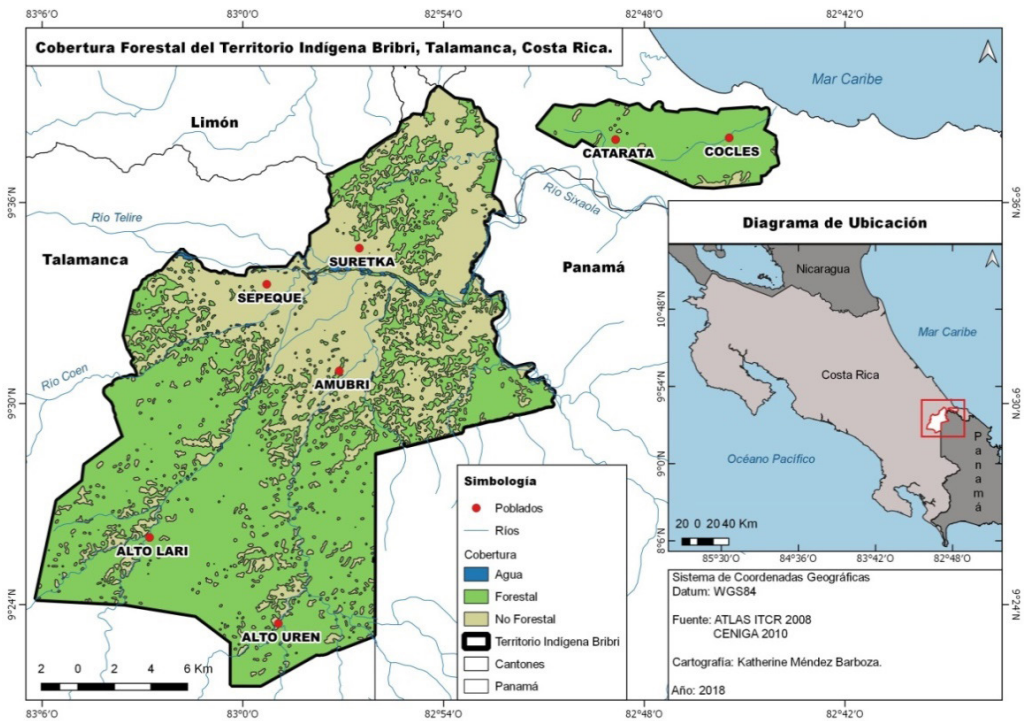 83°6'O 83°0'O 82°54'O 82°48'O 82°42'O
Cobertura Forestal del Territorio Indígena Bribri, Talamanca, Costa Rica.
Mar Caribe
Limón
CATARATA
COCLES
9°36'N
Río Telire
Río Sixaola
9°36'N
Talamanca
SURETKA
Panamá
SEPEQUE
Río Coen
AMUBRI
9°30'N
9°30'N
ALTO LARI
9°24'N
9°24'N
ALTO UREN
2 0 2 4 6 Km
83°6'O 83°0'O 82°54'O 82°48'O 82°42'O
Simbología
Poblados
Ríos
Cobertura
Agua
Forestal
No Forestal
Territorio Indígena Bribri
Cantones
Panamá
Diagrama de Ubicación
Nicaragua
10°48'N
Mar Caribe
Costa Rica
9°54'N
Océano Pacífico
9°0'N
Panamá
20 0 20 40 Km
8°6'N
85°30'O 84°36'O 83°42'O 82°48'O
Sistema de Coordenadas Geográficas
Datum: WGS84
Fuente: ATLAS ITCR 2008
CENIGA 2010
Cartografía: Katherine Méndez Barboza.
Año: 2018